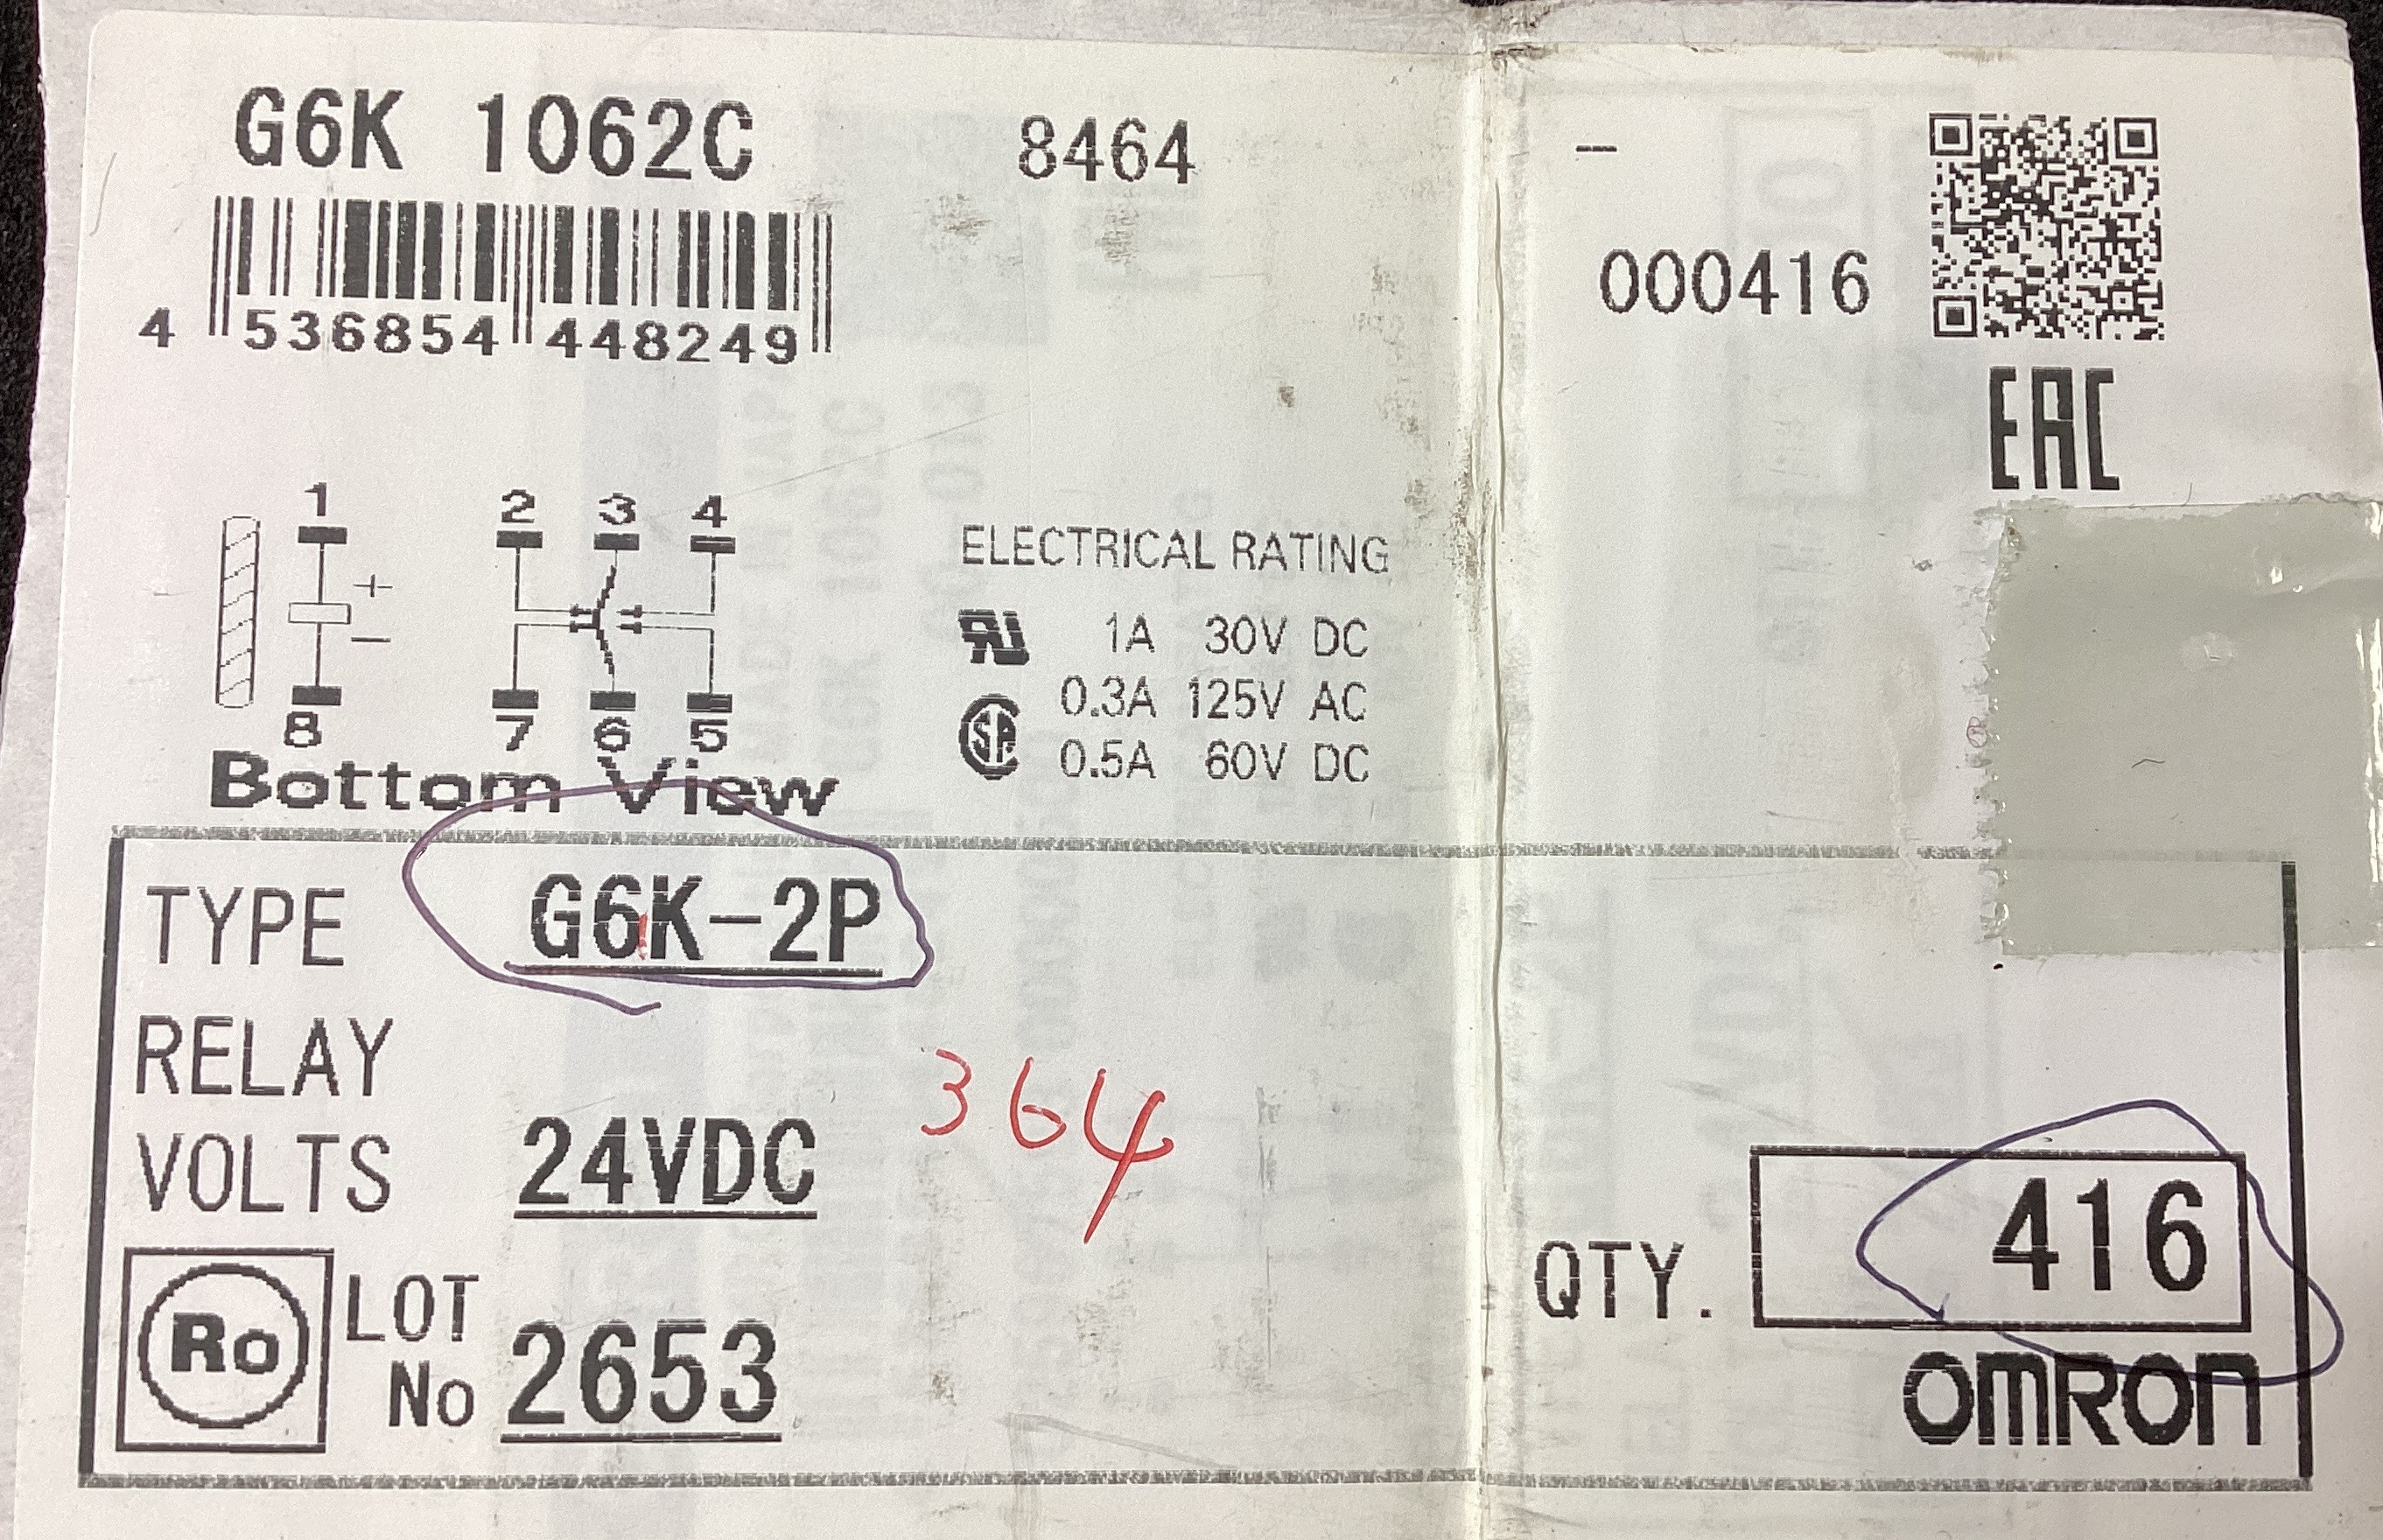 G6K 1062C 8464 -
4 536854 448249
000416
EAC
1 2 3 4
+
-
8 7 6 5
Bottom View
ELECTRICAL RATING
1A 30V DC
0.3A 125V AC
0.5A 60V DC
TYPE G6K-2P
RELAY
VOLTS 24VDC
364
Ro LOT No 2653
QTY. 416
OMRON